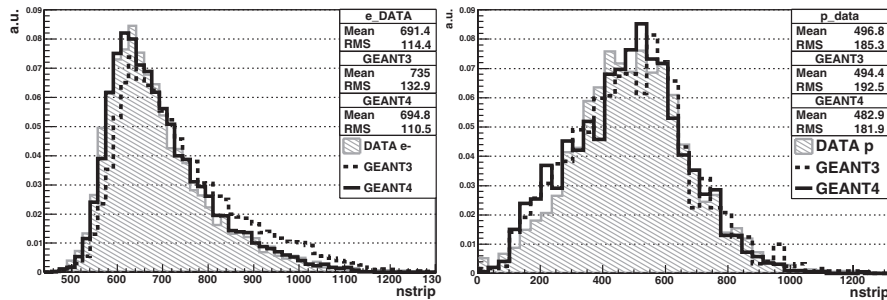 a.u.
0.09
0.08
0.07
0.06
0.05
0.04
0.03
0.02
0.01
0
500 600 700 800 900 1000 1100 1200 1300
nstrip
e_DATA
Mean 691.4
RMS 114.4
GEANT3
Mean 735
RMS 132.9
GEANT4
Mean 694.8
RMS 110.5
DATA e-
GEANT3
GEANT4
a.u.
0.09
0.08
0.07
0.06
0.05
0.04
0.03
0.02
0.01
0
0 200 400 600 800 1000 1200
nstrip
p_data
Mean 496.8
RMS 185.3
GEANT3
Mean 494.4
RMS 192.5
GEANT4
Mean 482.9
RMS 181.9
DATA p
GEANT3
GEANT4